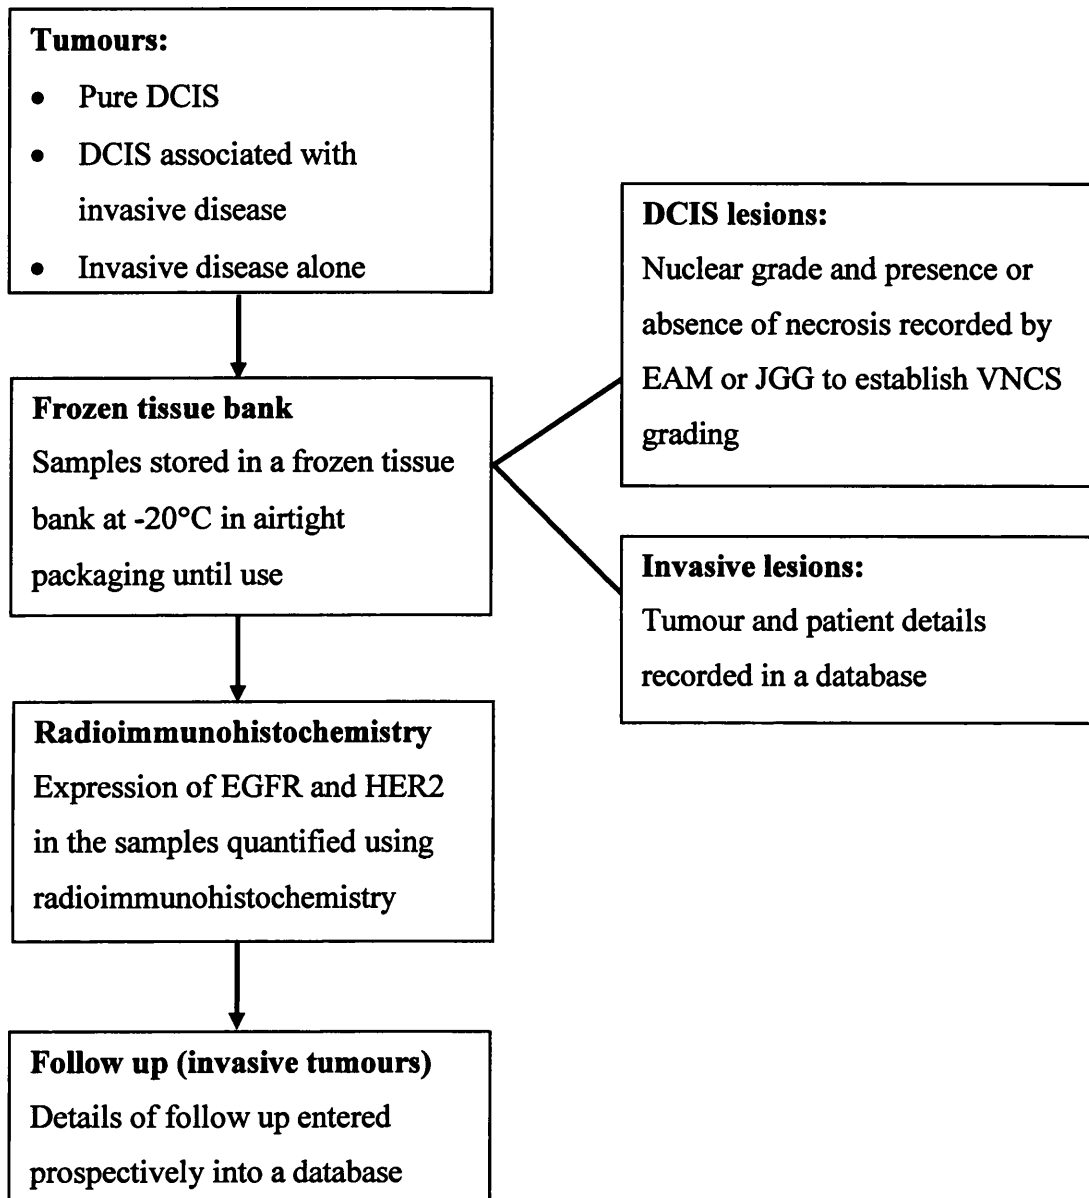 Tumours:
• Pure DCIS
• DCIS associated with
invasive disease
• Invasive disease alone
Frozen tissue bank
Samples stored in a frozen tissue
bank at -20°C in airtight
packaging until use
DCIS lesions:
Nuclear grade and presence or
absence of necrosis recorded by
EAM or JGG to establish VNCS
grading
Invasive lesions:
Tumour and patient details
recorded in a database
Radioimmunohistochemistry
Expression of EGFR and HER2
in the samples quantified using
radioimmunohistochemistry
Follow up (invasive tumours)
Details of follow up entered
prospectively into a database